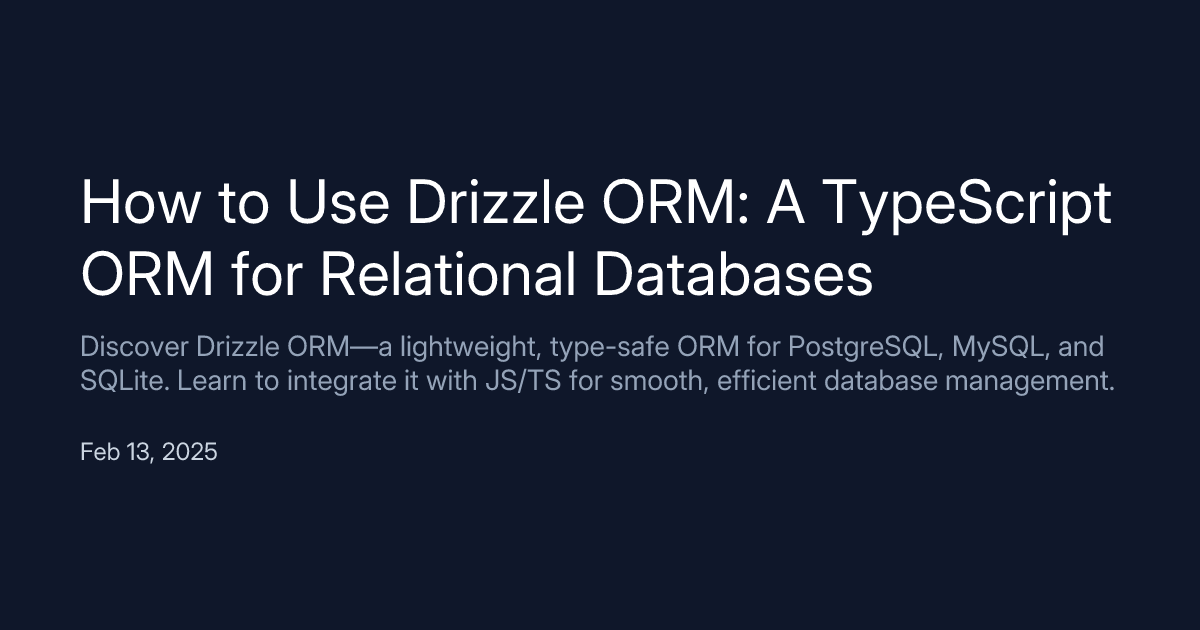 How to Use Drizzle ORM: A TypeScript
ORM for Relational Databases
Discover Drizzle ORM—a lightweight, type-safe ORM for PostgreSQL, MySQL, and
SQLite. Learn to integrate it with JS/TS for smooth, efficient database management.
Feb 13, 2025